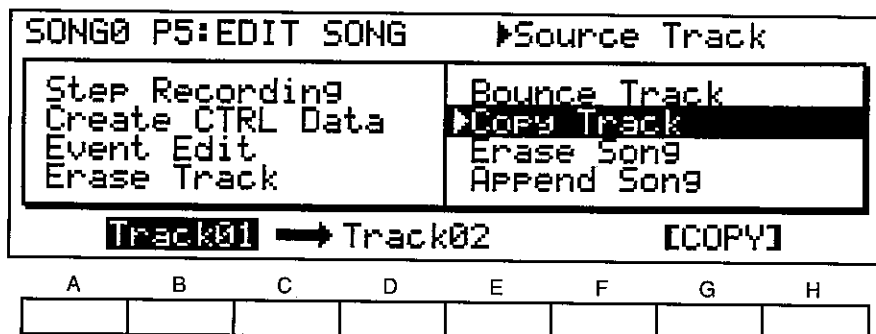 SONG0 P5:EDIT SONG ▶Source Track
Step Recording
Create CTRL Data
Event Edit
Erase Track
Bounce Track
▶Copy Track
Erase Song
Append Song
Track01 ➡ Track02 [COPY]
A B C D E F G H